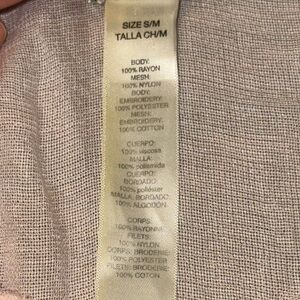 SIZE S/M
TALLA CH/M
BODY:
100% RAYON
MESH:
100% NYLON
BODY:
EMBROIDERY:
100% POLYESTER
MESH:
EMBROIDERY:
100% COTTON
CUERPO:
100% viscosa
MALLA:
100% poliamida
CUERPO:
BORDADO:
100% poliéster
MALLA: BORDADO:
100% ALGODÓN
CORPS:
100% RAYONNE
FILETS:
100% NYLON
CORPS: BRODERIE:
100% POLYESTER
FILETS: BRODERIE:
100% COTON